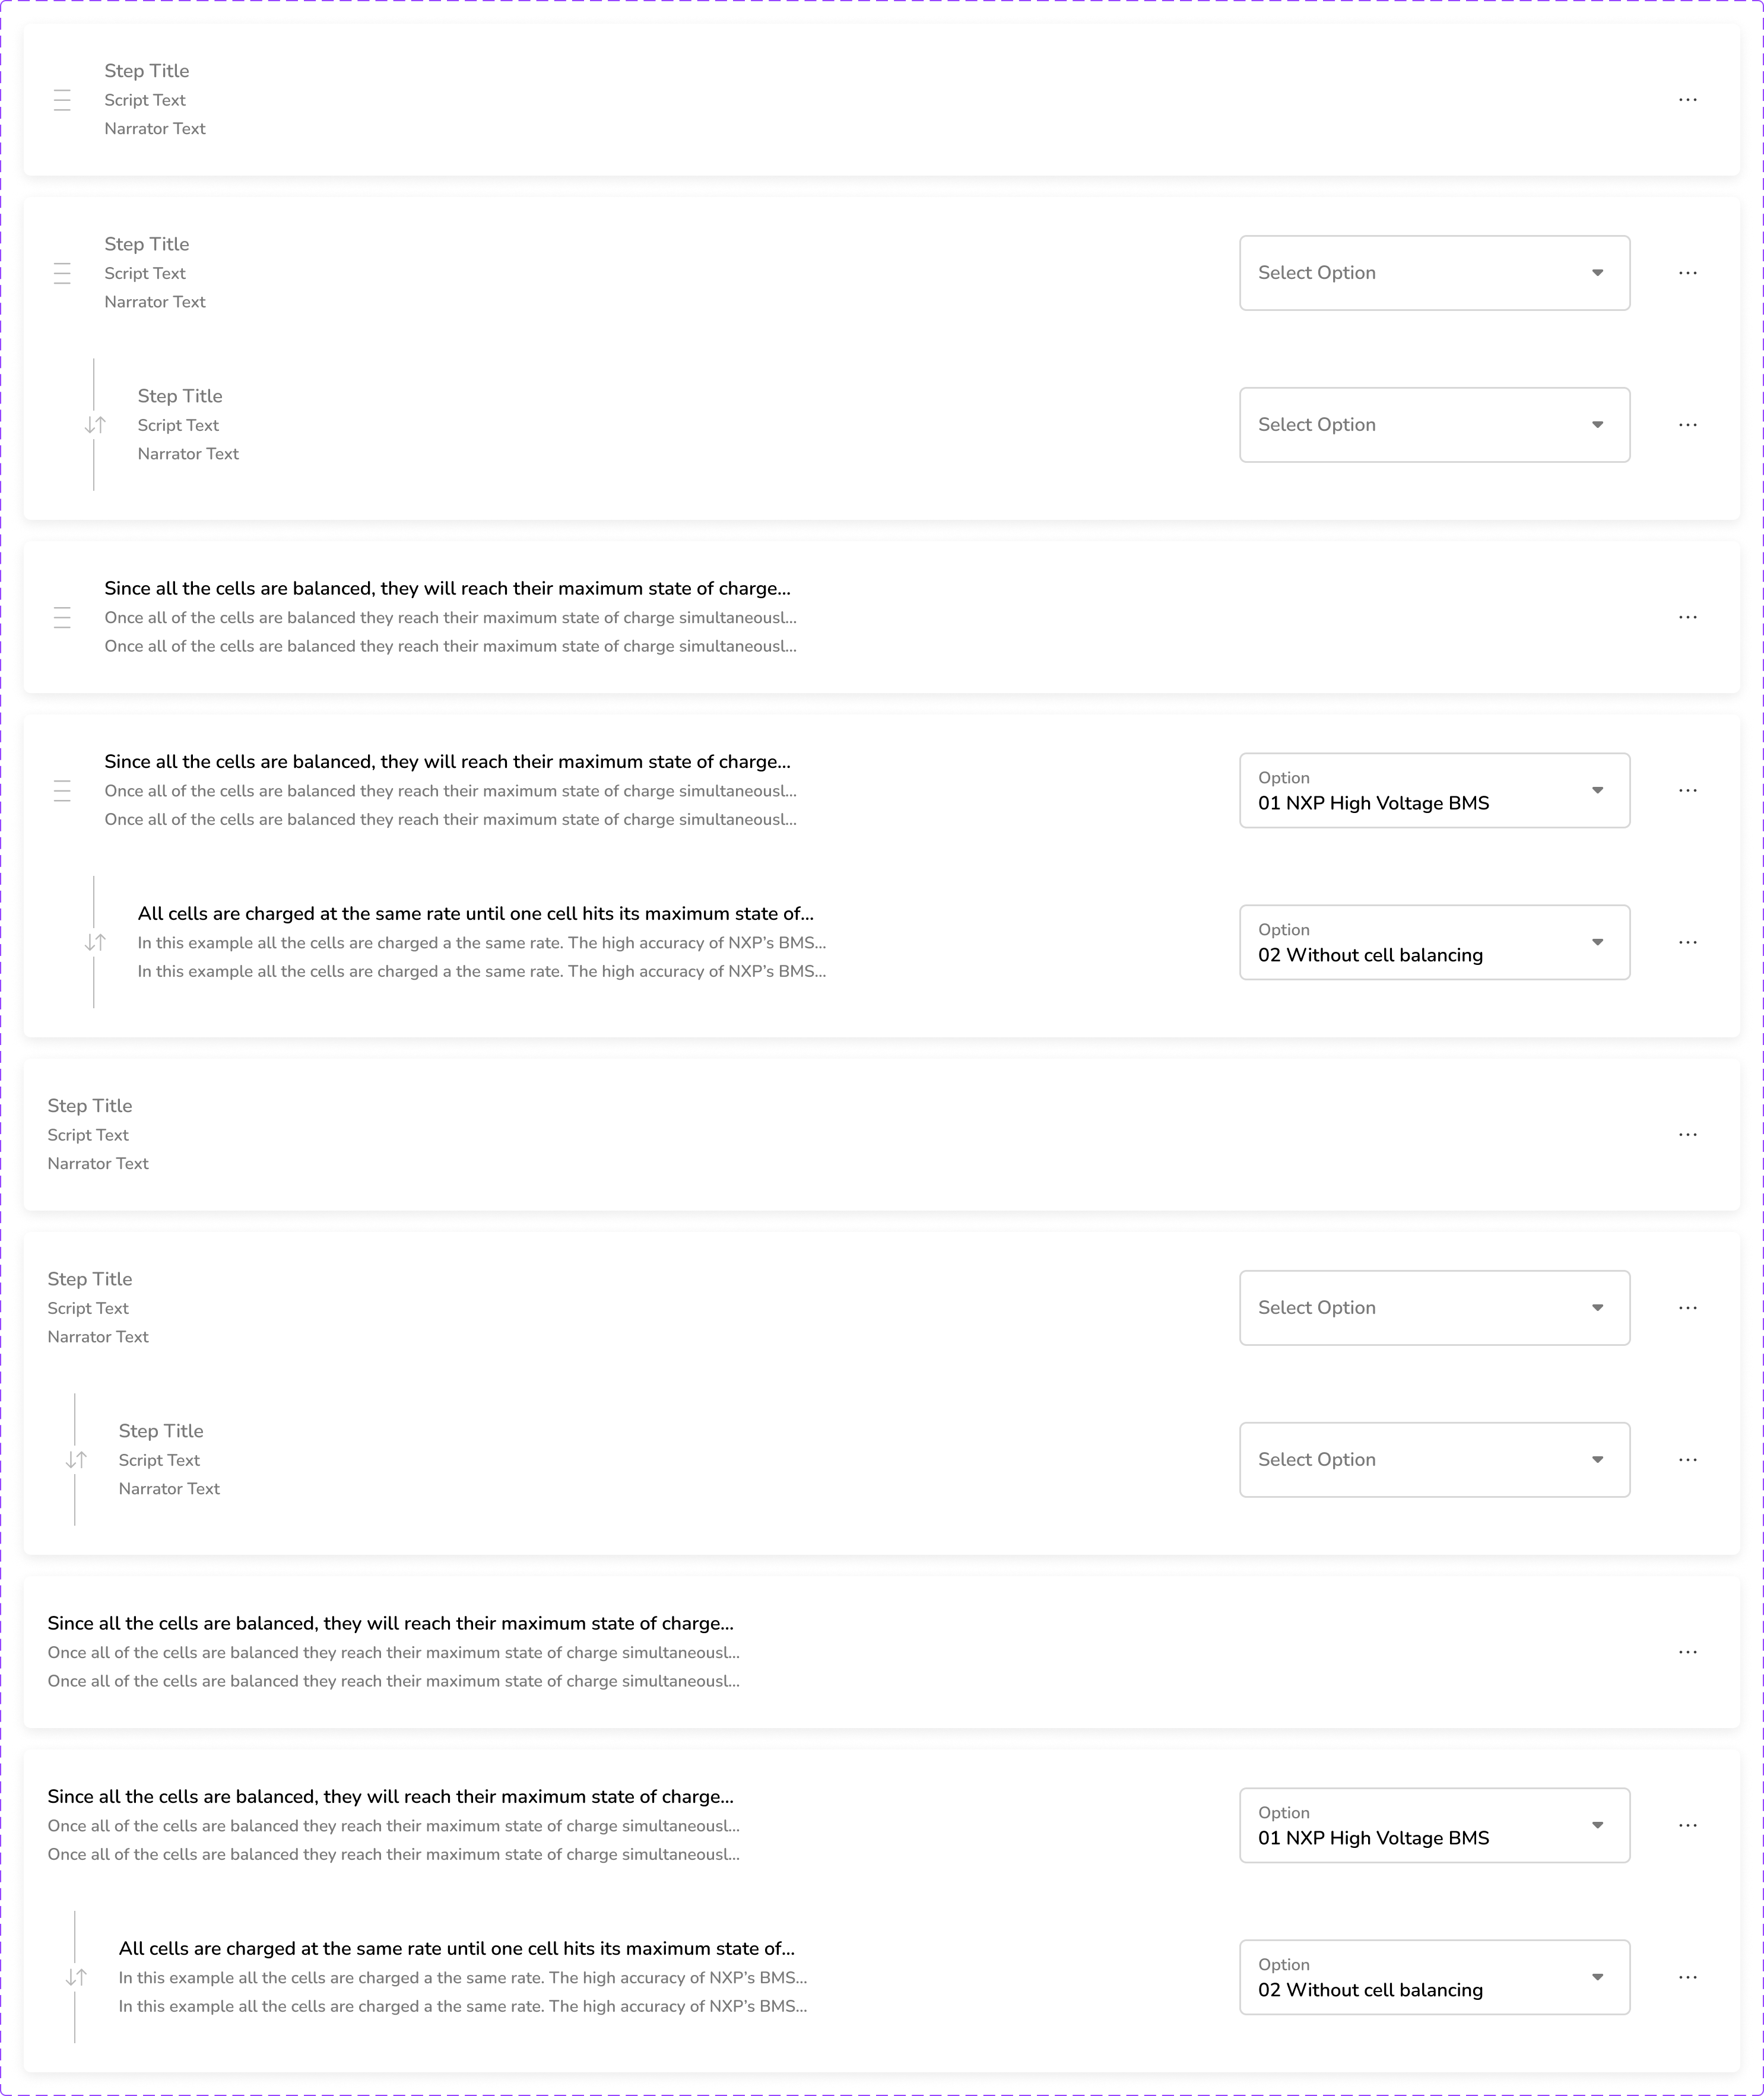 Step Title
Script Text
Narrator Text
Step Title
Script Text
Narrator Text
Select Option
Step Title
Script Text
Narrator Text
Select Option
Since all the cells are balanced, they will reach their maximum state of charge...
Once all of the cells are balanced they reach their maximum state of charge simultaneousl...
Once all of the cells are balanced they reach their maximum state of charge simultaneousl...
Since all the cells are balanced, they will reach their maximum state of charge...
Once all of the cells are balanced they reach their maximum state of charge simultaneousl...
Once all of the cells are balanced they reach their maximum state of charge simultaneousl...
Option
01 NXP High Voltage BMS
All cells are charged at the same rate until one cell hits its maximum state of...
In this example all the cells are charged a the same rate. The high accuracy of NXP’s BMS...
In this example all the cells are charged a the same rate. The high accuracy of NXP’s BMS...
Option
02 Without cell balancing
Step Title
Script Text
Narrator Text
Step Title
Script Text
Narrator Text
Select Option
Step Title
Script Text
Narrator Text
Select Option
Since all the cells are balanced, they will reach their maximum state of charge...
Once all of the cells are balanced they reach their maximum state of charge simultaneousl...
Once all of the cells are balanced they reach their maximum state of charge simultaneousl...
Since all the cells are balanced, they will reach their maximum state of charge...
Once all of the cells are balanced they reach their maximum state of charge simultaneousl...
Once all of the cells are balanced they reach their maximum state of charge simultaneousl...
Option
01 NXP High Voltage BMS
All cells are charged at the same rate until one cell hits its maximum state of...
In this example all the cells are charged a the same rate. The high accuracy of NXP’s BMS...
In this example all the cells are charged a the same rate. The high accuracy of NXP’s BMS...
Option
02 Without cell balancing